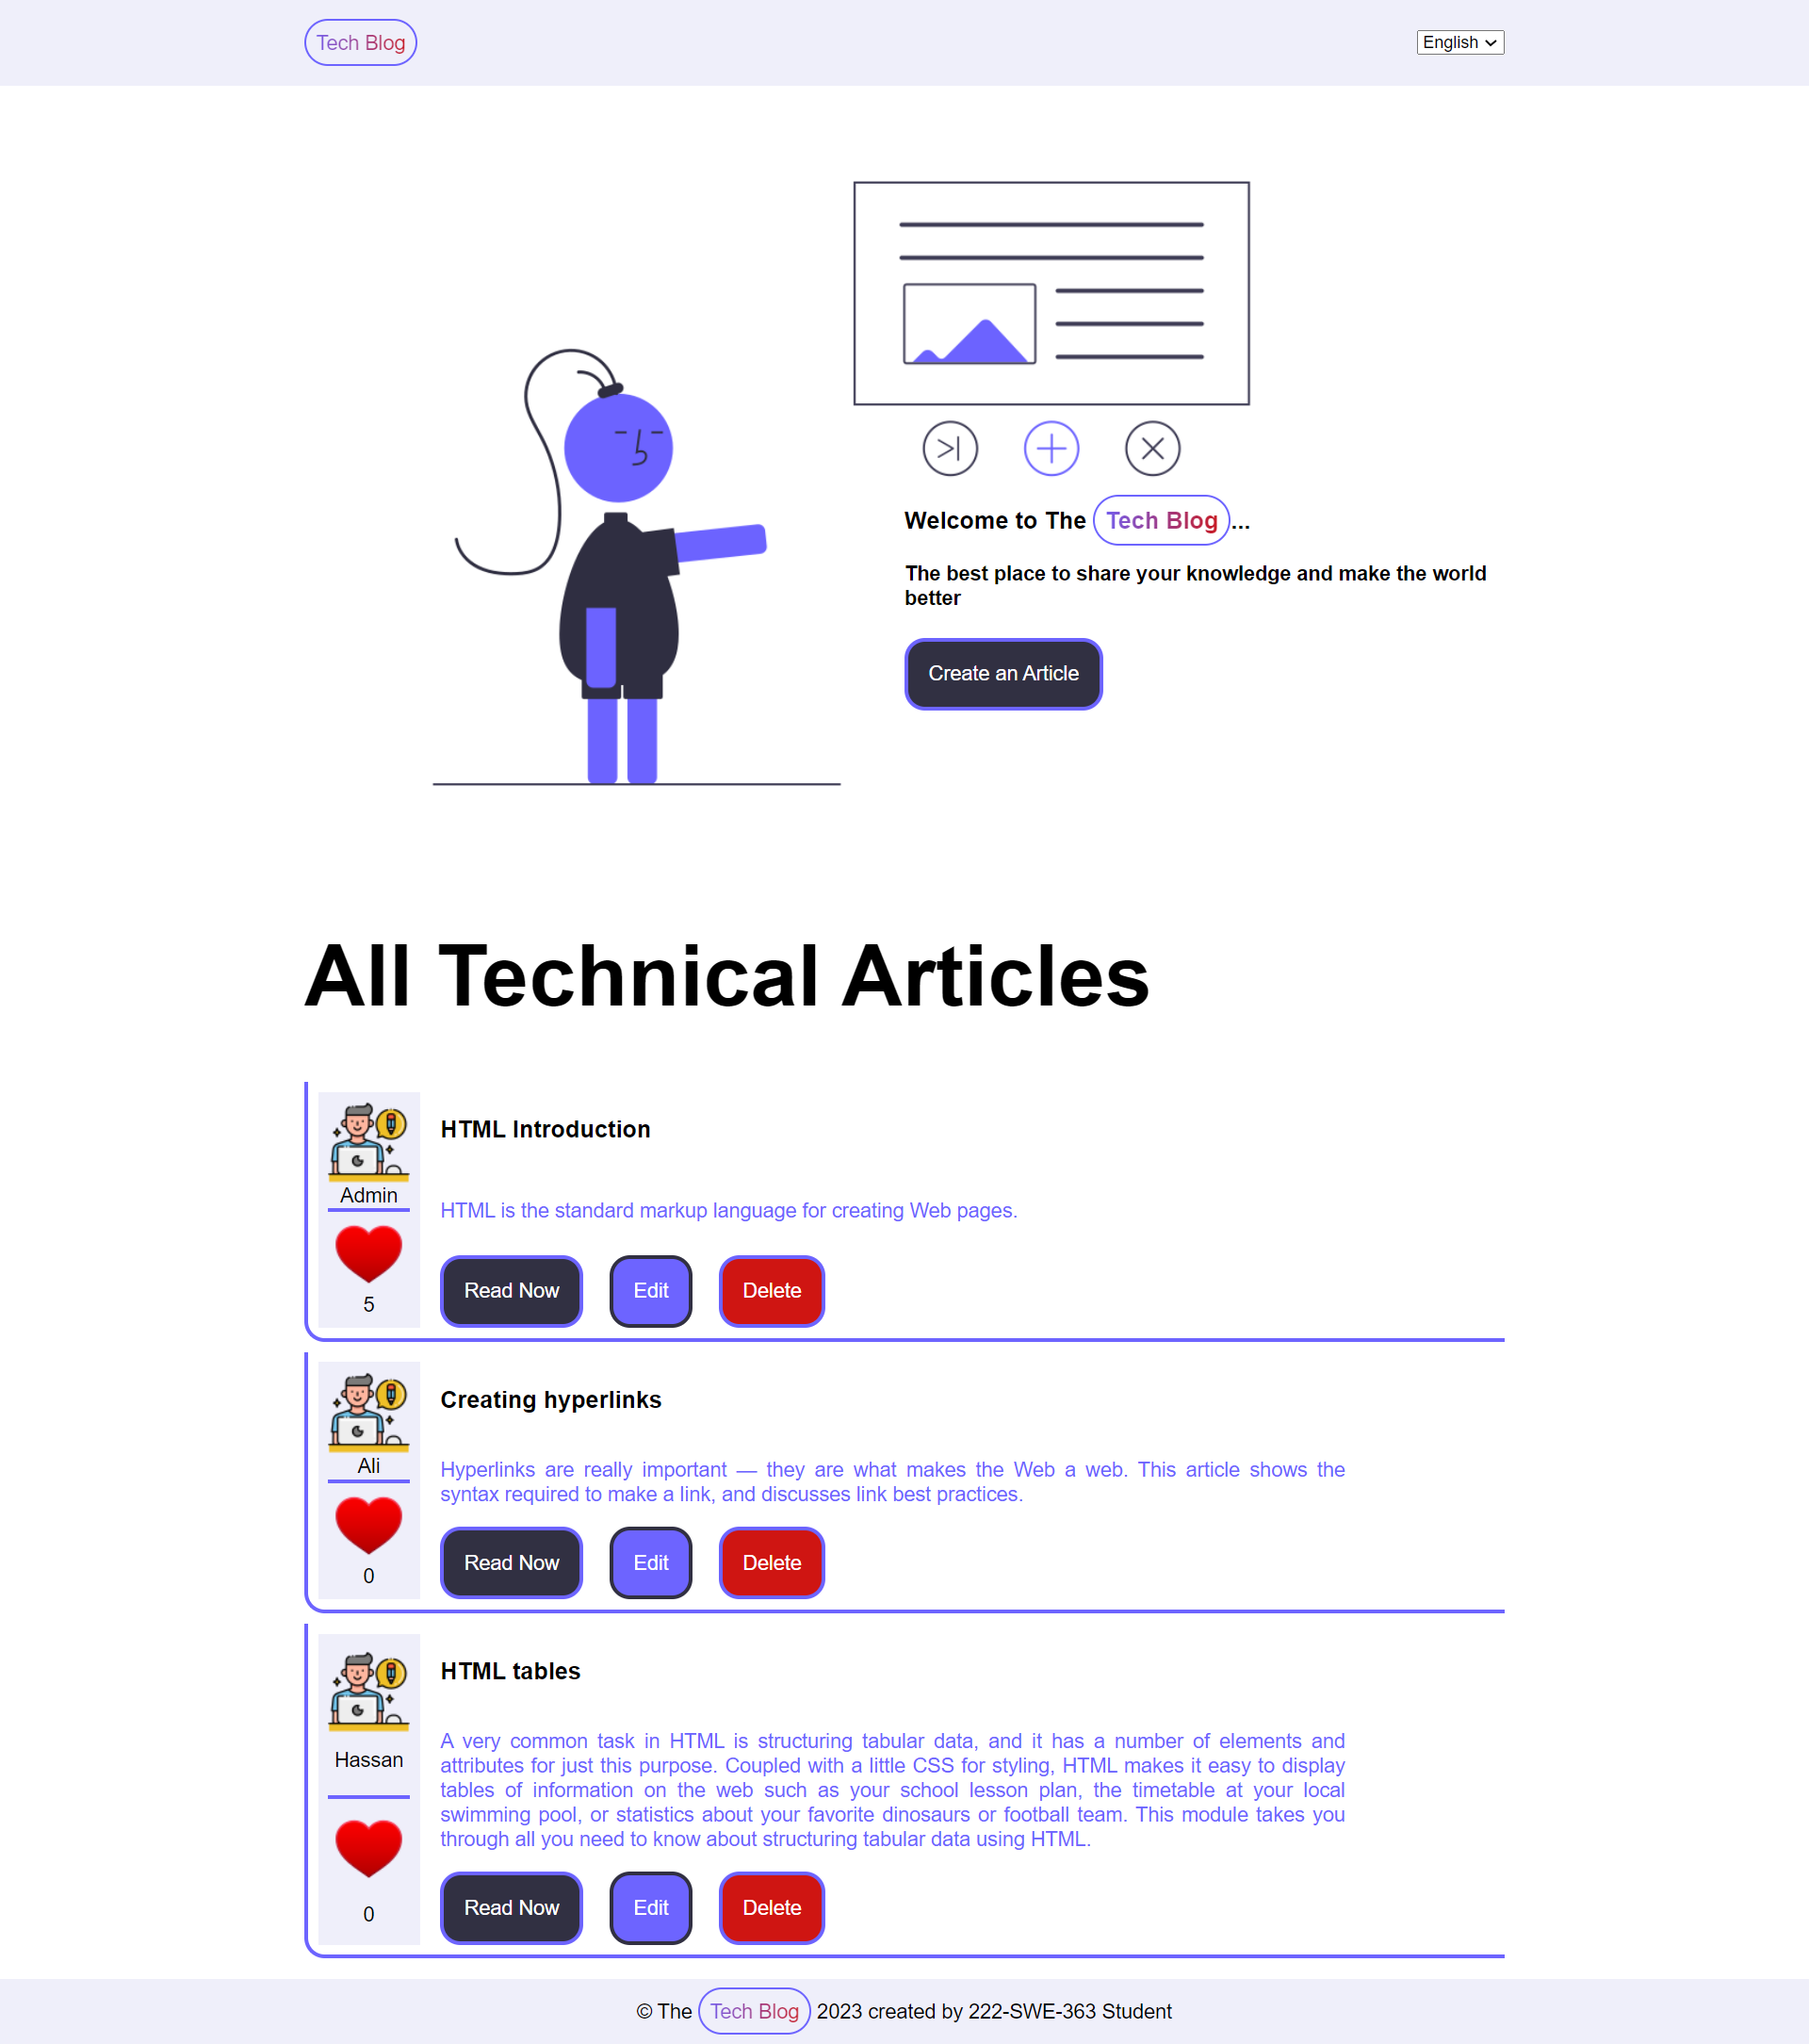 Tech Blog
English
Welcome to The Tech Blog...
The best place to share your knowledge and make the world
better
Create an Article
All Technical Articles
HTML Introduction
Admin
HTML is the standard markup language for creating Web pages.
5
Read Now Edit Delete
Creating hyperlinks
Ali
Hyperlinks are really important — they are what makes the Web a web. This article shows the
syntax required to make a link, and discusses link best practices.
0
Read Now Edit Delete
HTML tables
Hassan
A very common task in HTML is structuring tabular data, and it has a number of elements and
attributes for just this purpose. Coupled with a little CSS for styling, HTML makes it easy to display
tables of information on the web such as your school lesson plan, the timetable at your local
swimming pool, or statistics about your favorite dinosaurs or football team. This module takes you
through all you need to know about structuring tabular data using HTML.
0
Read Now Edit Delete
© The Tech Blog 2023 created by 222-SWE-363 Student